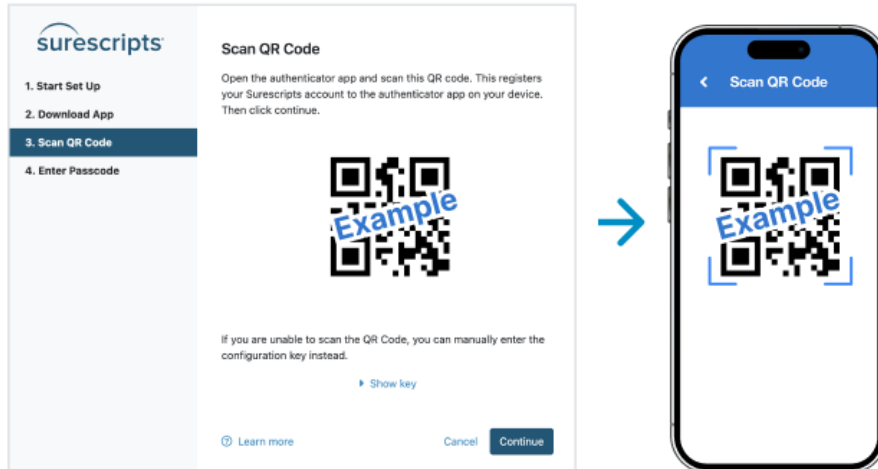 surescripts
1. Start Set Up
2. Download App
3. Scan QR Code
4. Enter Passcode
Scan QR Code
Open the authenticator app and scan this QR code. This registers
your Surescripts account to the authenticator app on your device.
Then click continue.
Example
If you are unable to scan the QR Code, you can manually enter the
configuration key instead.
Show key
Learn more
Cancel
Continue
Scan QR Code
Example